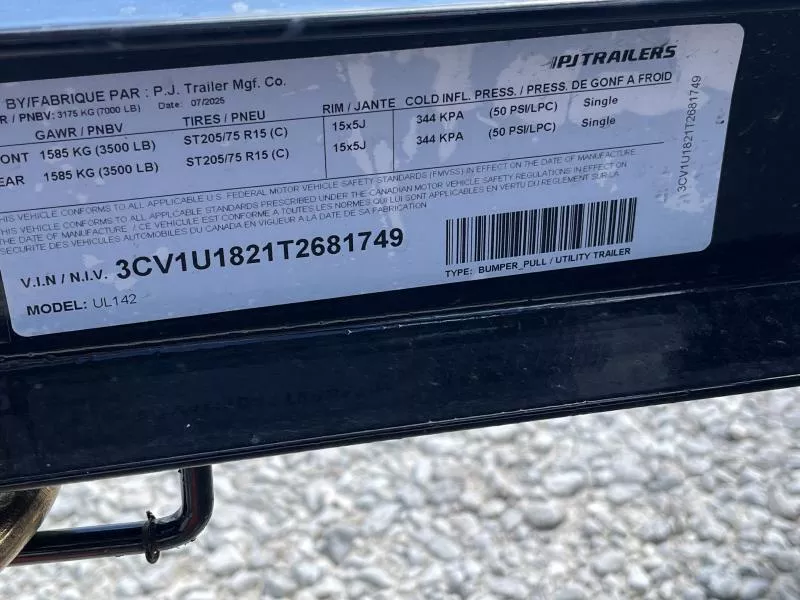 PJTRAILERS
BY/FABRIQUE PAR : P.J. Trailer Mfg. Co.
R / PNBV: 3175 KG (7000 LB) Date: 07/2025
GAWR / PNBV TIRES / PNEU RIM / JANTE COLD INFL. PRESS. / PRESS. DE GONF A FROID
ONT 1585 KG (3500 LB) ST205/75 R15 (C) 15x5J 344 KPA (50 PSI/LPC) Single
EAR 1585 KG (3500 LB) ST205/75 R15 (C) 15x5J 344 KPA (50 PSI/LPC) Single
THIS VEHICLE CONFORMS TO ALL APPLICABLE U.S. FEDERAL MOTOR VEHICLE SAFETY STANDARDS (FMVSS) IN EFFECT ON THE DATE OF MANUFACTURE
THIS VEHICLE CONFORMS TO ALL APPLICABLE STANDARDS PRESCRIBED UNDER THE CANADIAN MOTOR VEHICLE SAFETY REGULATIONS IN EFFECT ON
THE DATE OF MANUFACTURE. / CE VEHICULE EST CONFORME A TOUTES LES NORMES QUI LUI SONT APPLICABLES EN VERTU DU REGLEMENT SUR LA
SECURITE DES VEHICULES AUTOMOBILES DU CANADA EN VIGUEUR A LA DATE DE SA FABRICATION
V.I.N / N.I.V. 3CV1U1821T2681749
TYPE: BUMPER_PULL / UTILITY TRAILER
MODEL: UL142
3CV1U1821T2681749